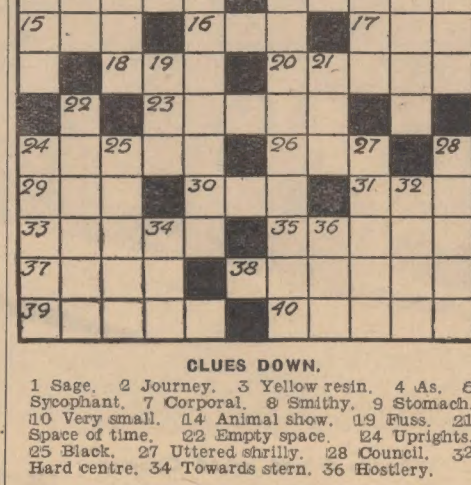 15 16 17
18 19 20 21
22 23
24 25 26 27 28
29 30 31 32
33 34 35 36
37 38
39 40
CLUES DOWN.
1 Sage. 2 Journey. 3 Yellow resin. 4 As. 6
Sycophant. 7 Corporal. 8 Smithy. 9 Stomach.
10 Very small. 14 Animal show. 19 Fuss. 21
Space of time. 22 Empty space. 24 Uprights.
25 Black. 27 Uttered shrilly. 28 Council. 32
Hard centre. 34 Towards stern. 36 Hostlery.